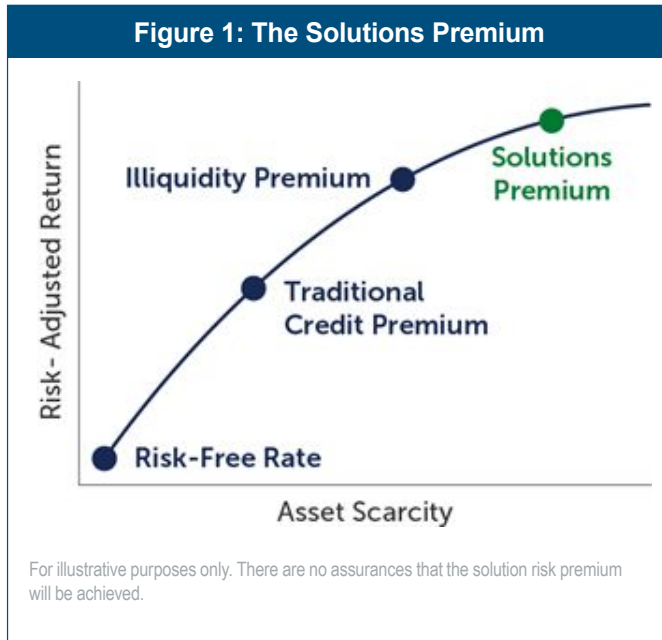 Figure 1: The Solutions Premium
Risk- Adjusted Return
Illiquidity Premium
Solutions
Premium
Traditional
Credit Premium
Risk-Free Rate
Asset Scarcity
For illustrative purposes only. There are no assurances that the solution risk premium
will be achieved.